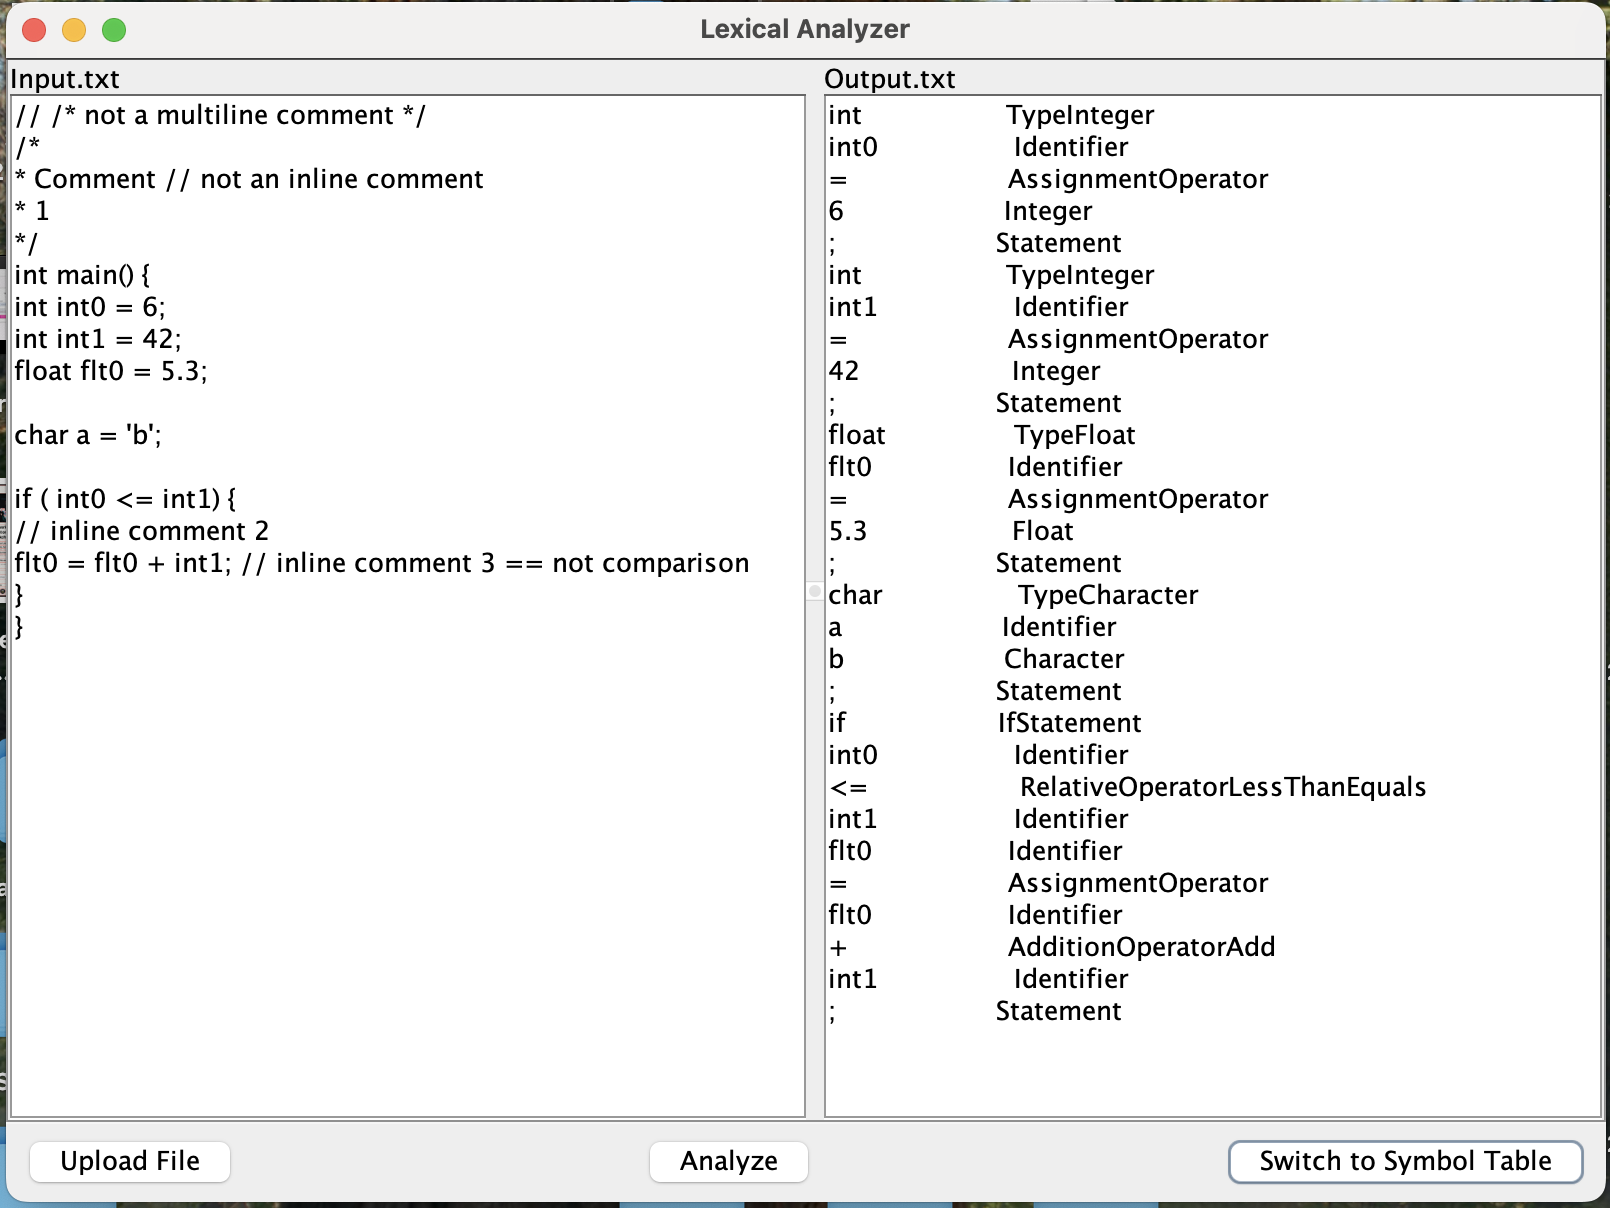 Lexical Analyzer
Input.txt
// /* not a multiline comment */
/*
* Comment // not an inline comment
* 1
*/
int main() {
int int0 = 6;
int int1 = 42;
float flt0 = 5.3;
char a = 'b';
if ( int0 <= int1) {
// inline comment 2
flt0 = flt0 + int1; // inline comment 3 == not comparison
}
}
Output.txt
int TypeInteger
int0 Identifier
= AssignmentOperator
6 Integer
; Statement
int TypeInteger
int1 Identifier
= AssignmentOperator
42 Integer
; Statement
float TypeFloat
flt0 Identifier
= AssignmentOperator
5.3 Float
; Statement
char TypeCharacter
a Identifier
b Character
; Statement
if IfStatement
int0 Identifier
<= RelativeOperatorLessThanEquals
int1 Identifier
flt0 Identifier
= AssignmentOperator
flt0 Identifier
+ AdditionOperatorAdd
int1 Identifier
; Statement
Upload File
Analyze
Switch to Symbol Table